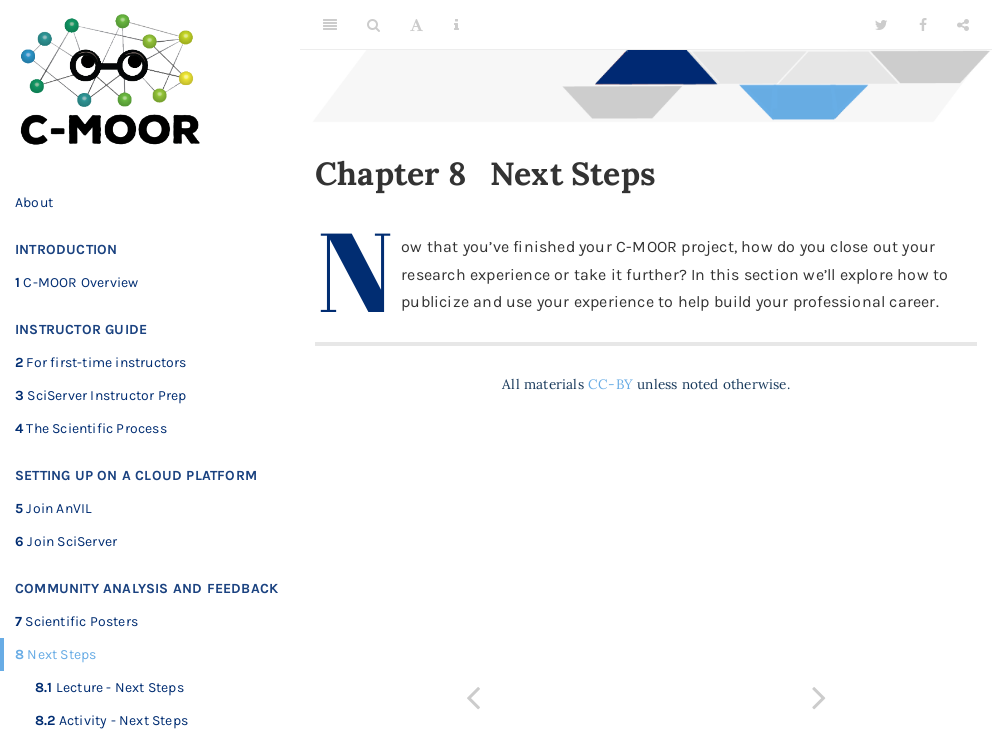 C-MOOR
About
INTRODUCTION
1 C-MOOR Overview
INSTRUCTOR GUIDE
2 For first-time instructors
3 SciServer Instructor Prep
4 The Scientific Process
SETTING UP ON A CLOUD PLATFORM
5 Join AnVIL
6 Join SciServer
COMMUNITY ANALYSIS AND FEEDBACK
7 Scientific Posters
8 Next Steps
8.1 Lecture - Next Steps
8.2 Activity - Next Steps
Chapter 8 Next Steps
Now that you’ve finished your C-MOOR project, how do you close out your
research experience or take it further? In this section we’ll explore how to
publicize and use your experience to help build your professional career.
All materials CC-BY unless noted otherwise.